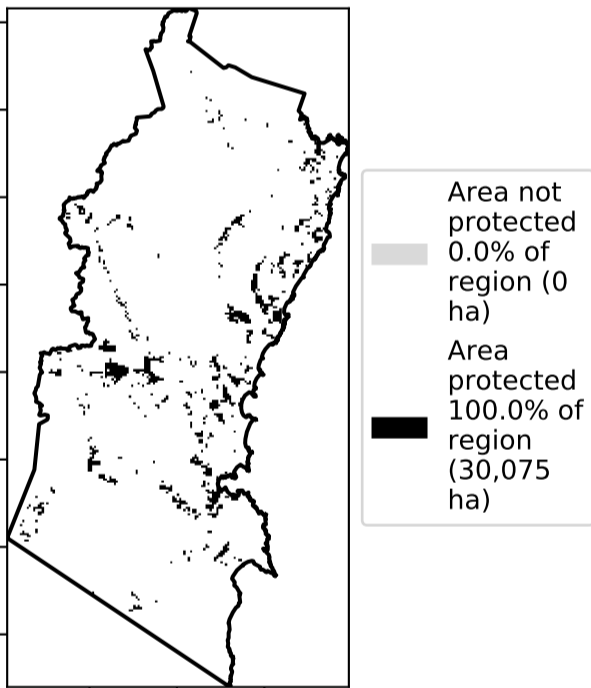 Area not
protected
0.0% of
region (0
ha)
Area
protected
100.0% of
region
(30,075
ha)